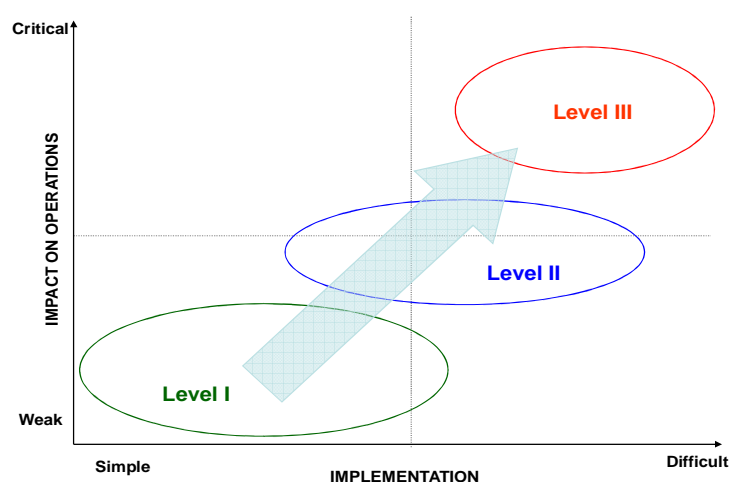 Critical
Level III
IMPACT ON OPERATIONS
Level II
Level I
Weak
Simple
IMPLEMENTATION
Difficult